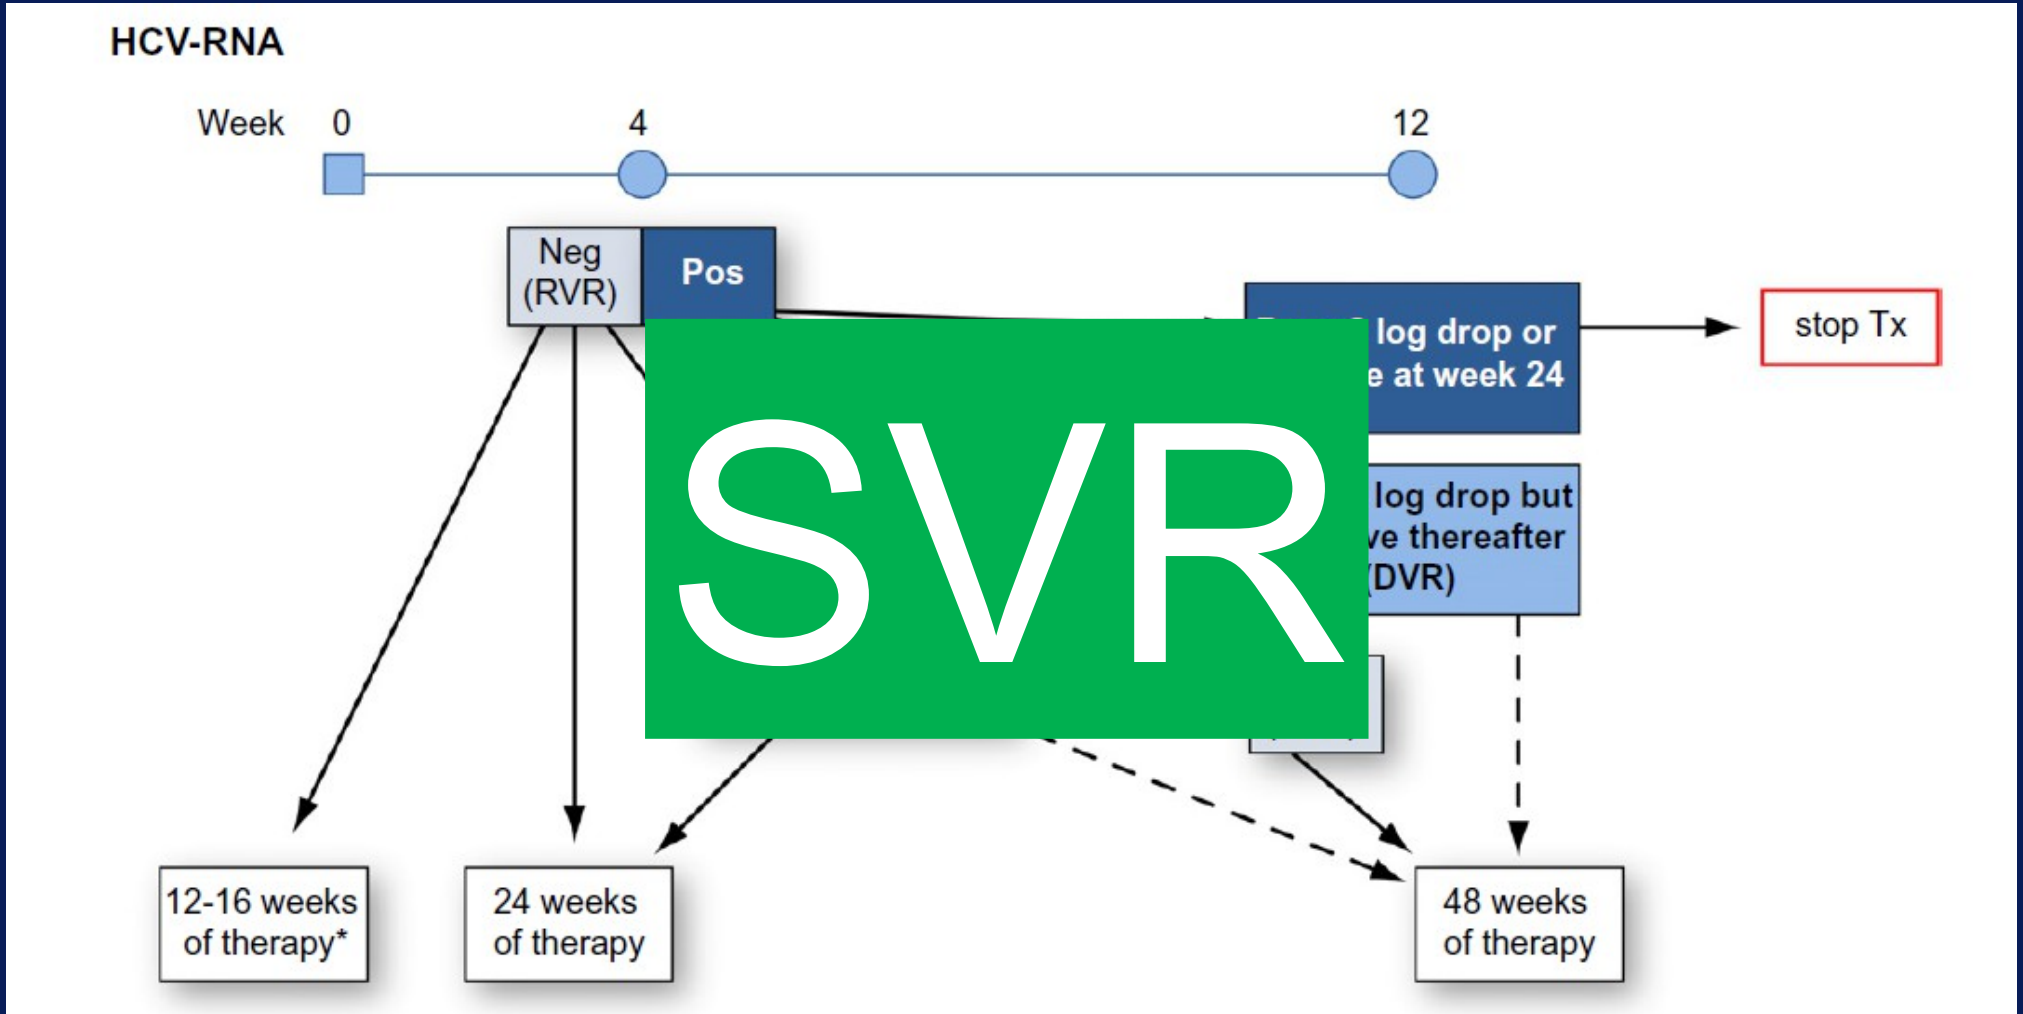 HCV-RNA
Week 0 4 12
Neg
(RVR)
Pos
log drop or
at week 24
stop Tx
SVR
log drop but
thereafter
(DVR)
12-16 weeks
of therapy*
24 weeks
of therapy
48 weeks
of therapy